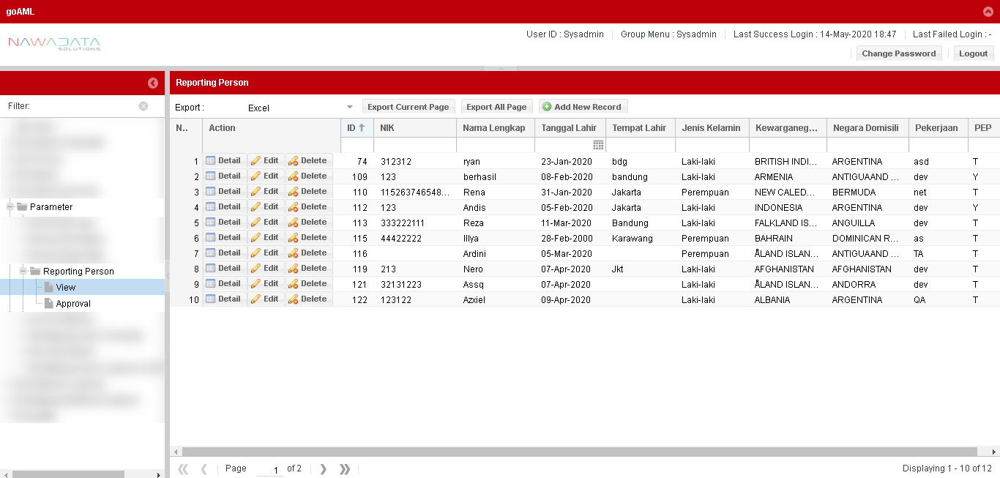 goAML
NAWADATA SOLUTIONS
User ID : Sysadmin Group Menu : Sysadmin Last Success Login : 14-May-2020 18:47 Last Failed Login : -
Change Password Logout
Filter:
Parameter
Reporting Person
View
Approval
Reporting Person
Export : Excel Export Current Page Export All Page Add New Record
N.. Action ID NIK Nama Lengkap Tanggal Lahir Tempat Lahir Jenis Kelamin Kewarganeg... Negara Domisili Pekerjaan PEP
1 Detail Edit Delete 74 312312 ryan 23-Jan-2020 bdg Laki-laki BRITISH INDI... ARGENTINA asd T
2 Detail Edit Delete 109 123 berhasil 08-Feb-2020 bandung Laki-laki ARMENIA ANTIGUAAND ... dev Y
3 Detail Edit Delete 110 115263746548... Rena 31-Jan-2020 Jakarta Perempuan NEW CALED... BERMUDA net T
4 Detail Edit Delete 112 123 Andis 05-Feb-2020 Jakarta Laki-laki INDONESIA ARGENTINA dev Y
5 Detail Edit Delete 113 333222111 Reza 11-Mar-2020 Bandung Laki-laki FALKLAND IS... ANGUILLA dev T
6 Detail Edit Delete 115 44422222 Illya 28-Feb-2000 Karawang Perempuan BAHRAIN DOMINICAN R... as T
7 Detail Edit Delete 116 Ardini 05-Mar-2020 Perempuan ÅLAND ISLAN... ANTIGUAAND ... TA T
8 Detail Edit Delete 119 213 Nero 07-Apr-2020 Jkt Laki-laki AFGHANISTAN AFGHANISTAN dev T
9 Detail Edit Delete 121 32131223 Assq 07-Apr-2020 Laki-laki ÅLAND ISLAN... ANDORRA dev T
10 Detail Edit Delete 122 123122 Azxiel 09-Apr-2020 Laki-laki ALBANIA ARGENTINA QA T
Page 1 of 2 Displaying 1 - 10 of 12